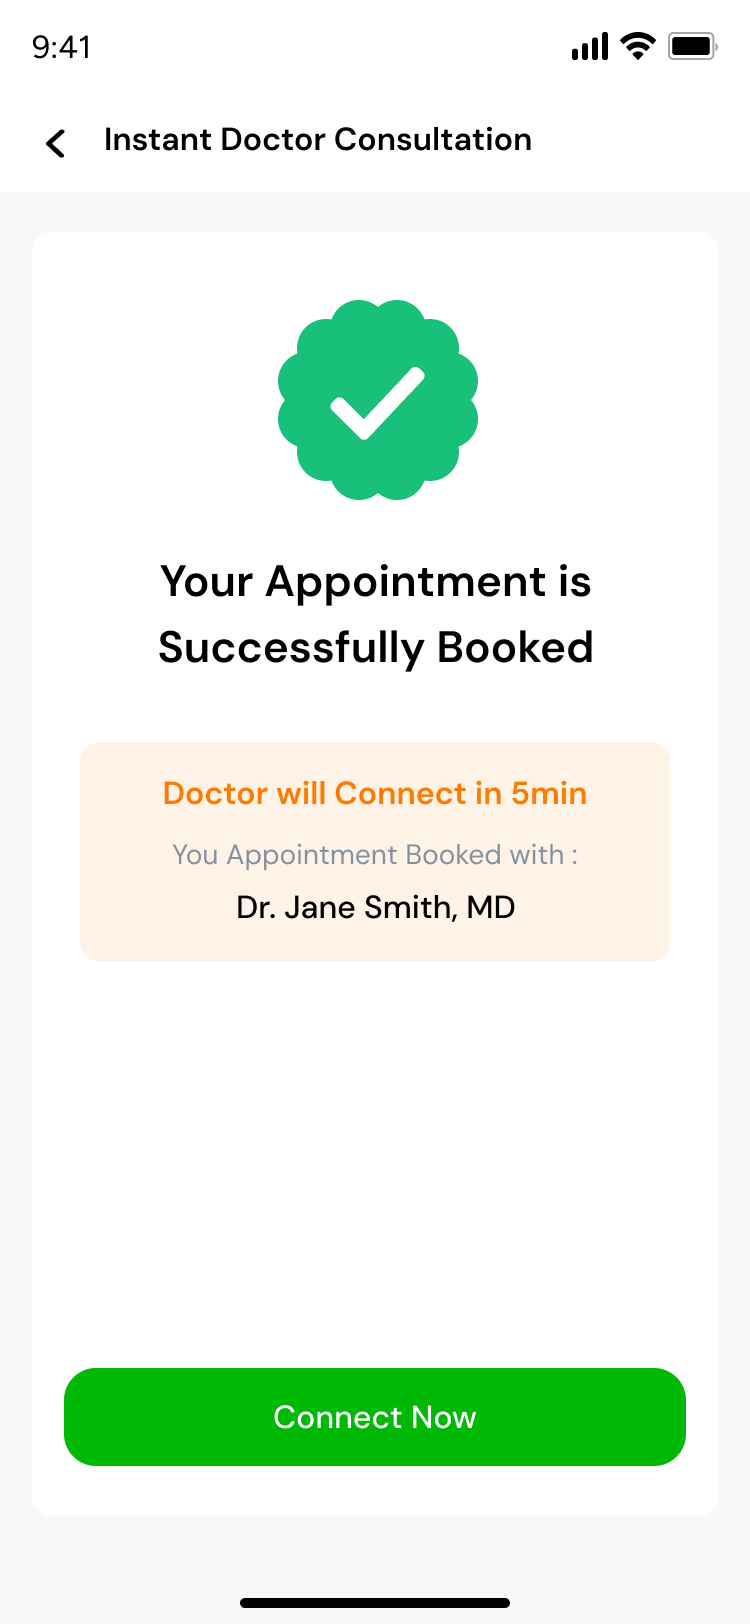 9:41
Instant Doctor Consultation
Your Appointment is
Successfully Booked
Doctor will Connect in 5min
You Appointment Booked with :
Dr. Jane Smith, MD
Connect Now